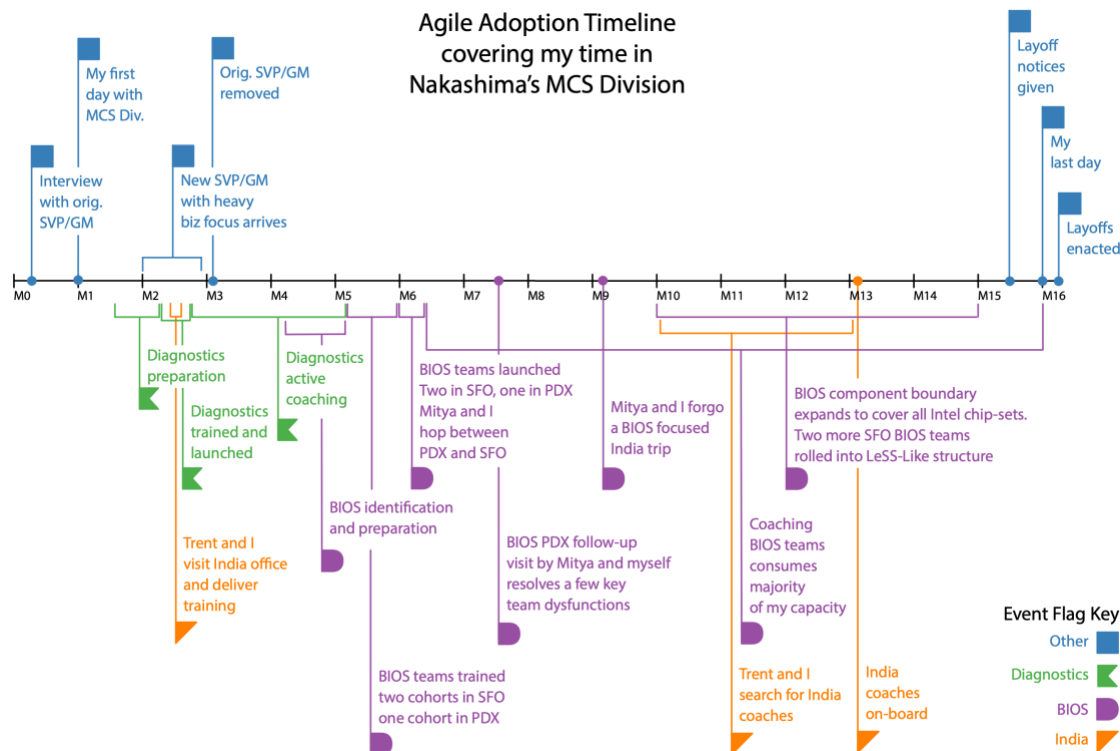 Agile Adoption Timeline
covering my time in
Nakashima's MCS Division
My first
day with
MCS Div.
Orig. SVP/GM
removed
Layoff
notices
given
Interview
with orig.
SVP/GM
New SVP/GM
with heavy
biz focus arrives
My
last day
Layoffs
enacted
M0
M1
M2
M3
M4
M5
M6
M7
M8
M9
M10
M11
M12
M13
M14
M15
M16
Diagnostics
preparation
Diagnostics
trained and
launched
Diagnostics
active
coaching
BIOS teams launched
Two in SFO, one in PDX
Mitya and I
hop between
PDX and SFO
Mitya and I forgo
a BIOS focused
India trip
BIOS component boundary
expands to cover all Intel chip-sets.
Two more SFO BIOS teams
rolled into LeSS-Like structure
BIOS identification
and preparation
Trent and I
visit India office
and deliver
training
BIOS PDX follow-up
visit by Mitya and myself
resolves a few key
team dysfunctions
Coaching
BIOS teams
consumes
majority
of my capacity
BIOS teams trained
two cohorts in SFO
one cohort in PDX
Trent and I
search for India
coaches
India
coaches
on-board
Event Flag Key
Other
Diagnostics
BIOS
India